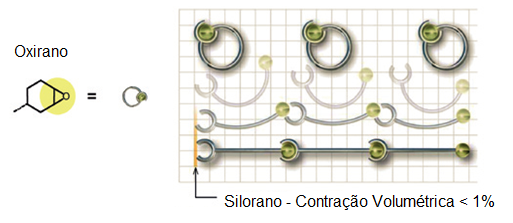 Oxirano
O
=
Silorano - Contração Volumétrica < 1%